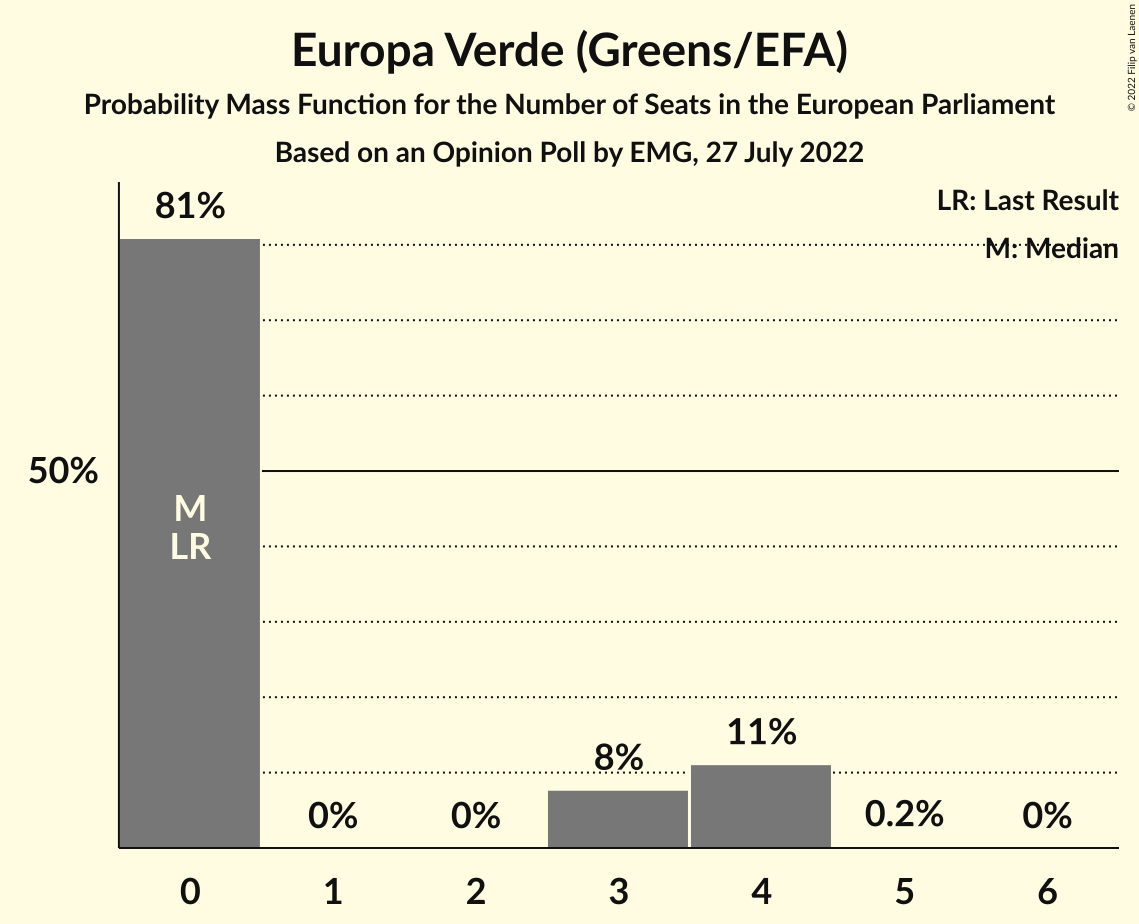 Europa Verde (Greens/EFA)
Probability Mass Function for the Number of Seats in the European Parliament
Based on an Opinion Poll by EMG, 27 July 2022
© 2022 Filip van Laenen
LR: Last Result
M: Median
81%
50%
M
LR
0%
0%
8%
11%
0.2%
0%
0
1
2
3
4
5
6